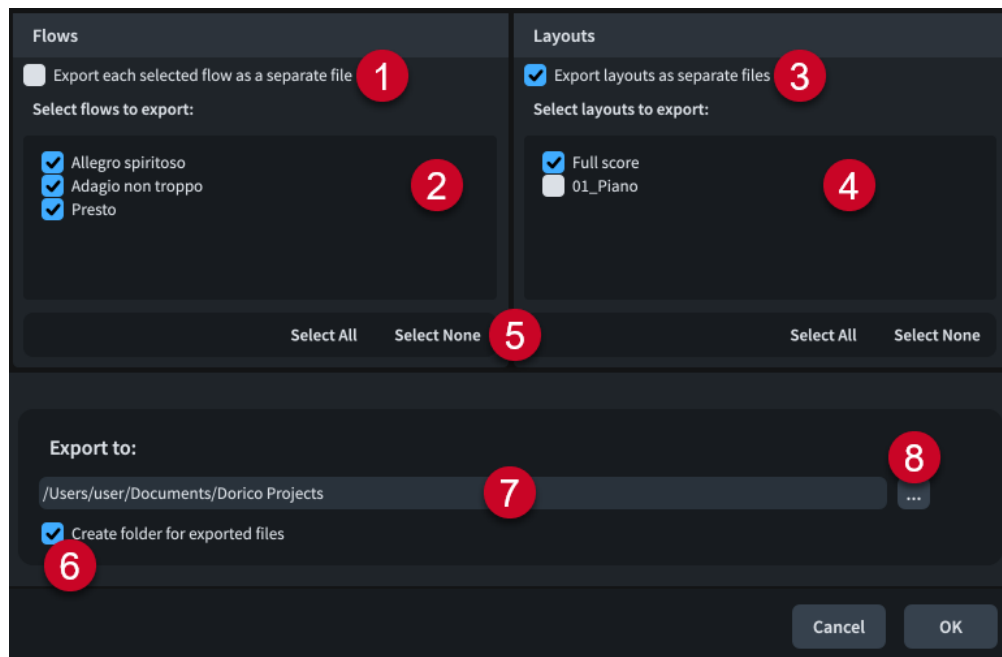 Flows
Export each selected flow as a separate file 1
Select flows to export:
Allegro spiritoso
Adagio non troppo
Presto
2
Layouts
Export layouts as separate files 3
Select layouts to export:
Full score
01_Piano
4
Select All Select None 5 Select All Select None
Export to:
8
/Users/user/Documents/Dorico Projects 7 ...
Create folder for exported files
6
Cancel OK